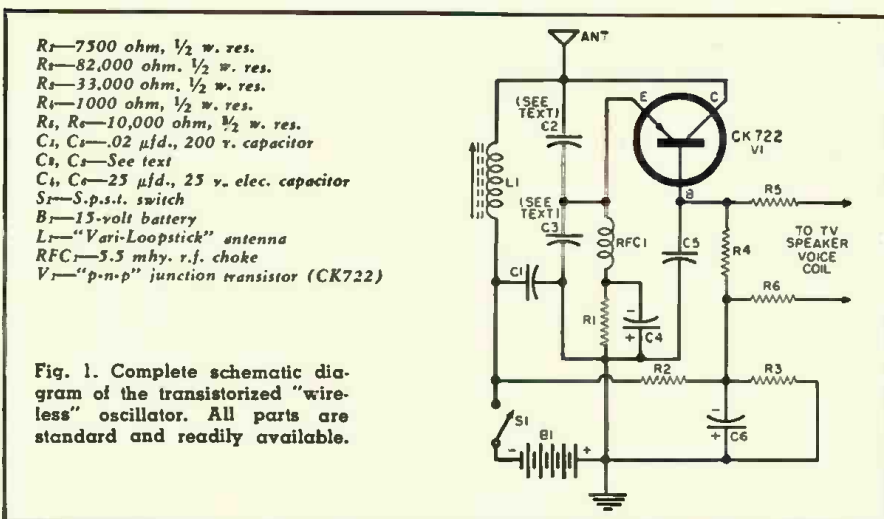 R1—7500 ohm, 1/2 w. res.
R2—82,000 ohm. 1/2 w. res.
R3—33,000 ohm, 1/2 w. res.
R4—1000 ohm, 1/2 w. res.
R5, R6—10,000 ohm, 1/2 w. res.
C1, C5—.02 μfd., 200 v. capacitor
C2, C3—See text
C4, C6—25 μfd., 25 v. elec. capacitor
S1—S.p.s.t. switch
B1—15-volt battery
L1—"Vari-Loopstick" antenna
RFC1—5.5 mhy. r.f. choke
V1—"p-n-p" junction transistor (CK722)
Fig. 1. Complete schematic dia-
gram of the transistorized "wire-
less" oscillator. All parts are
standard and readily available.
ANT
(SEE
TEXT)
C2
E
C
CK722
V1
L1
(SEE
TEXT)
C3
B
R5
RFC1
C5
R4
TO TV
SPEAKER
VOICE
COIL
C1
R6
R1
+
C4
R2
R3
S1
-
B1
+
-
+
C6